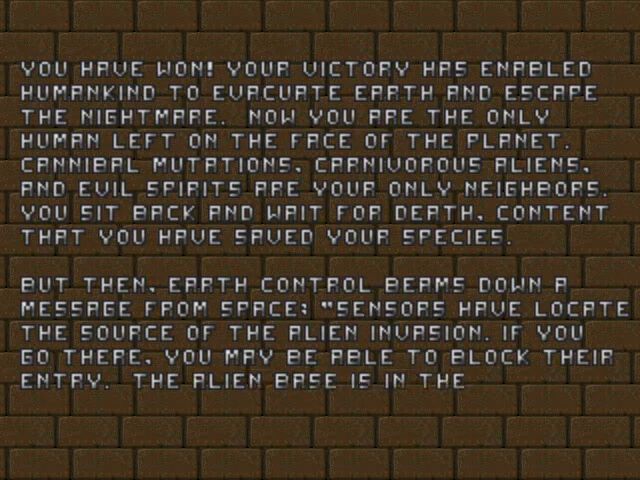 YOU HAVE WON! YOUR VICTORY HAS ENABLED
HUMANKIND TO EVACUATE EARTH AND ESCAPE
THE NIGHTMARE. NOW YOU ARE THE ONLY
HUMAN LEFT ON THE FACE OF THE PLANET.
CANNIBAL MUTATIONS, CARNIVOROUS ALIENS,
AND EVIL SPIRITS ARE YOUR ONLY NEIGHBORS.
YOU SIT BACK AND WAIT FOR DEATH, CONTENT
THAT YOU HAVE SAVED YOUR SPECIES.
BUT THEN, EARTH CONTROL BEAMS DOWN A
MESSAGE FROM SPACE: "SENSORS HAVE LOCATE
THE SOURCE OF THE ALIEN INVASION. IF YOU
GO THERE, YOU MAY BE ABLE TO BLOCK THEIR
ENTRY. THE ALIEN BASE IS IN THE